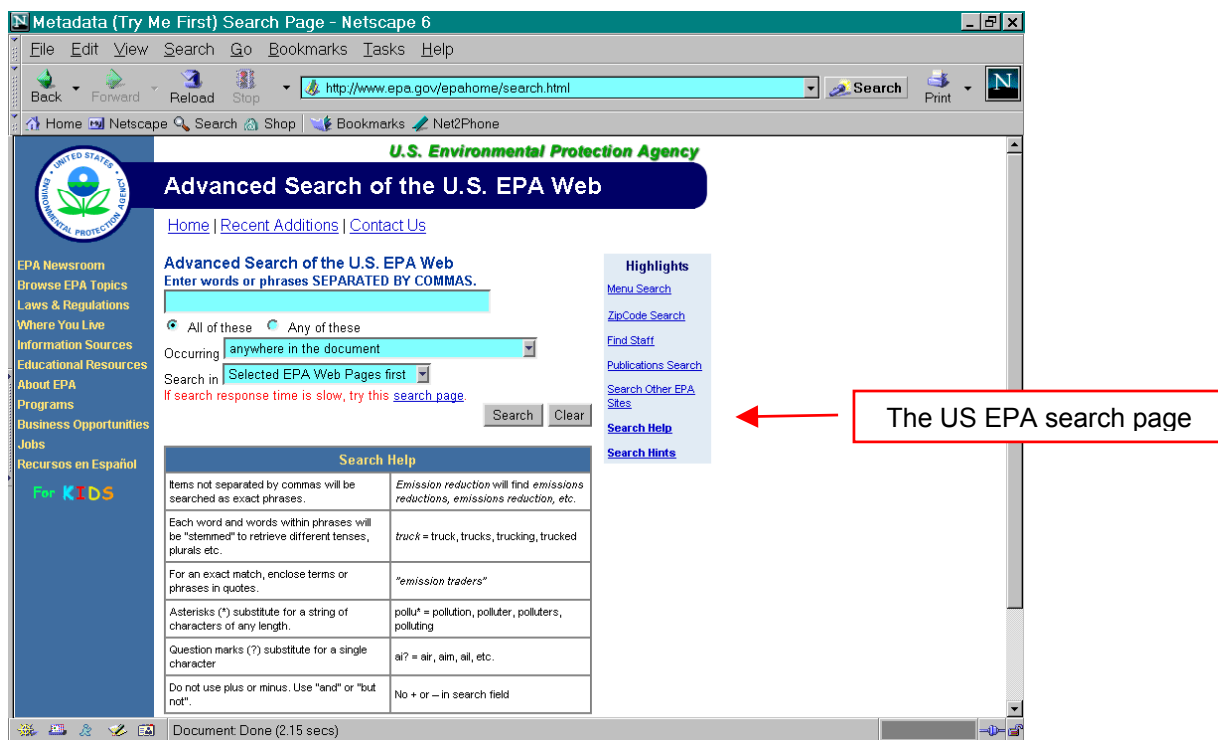 Metadata (Try Me First) Search Page - Netscape 6
File Edit View Search Go Bookmarks Tasks Help
Back Forward Reload Stop http://www.epa.gov/epahome/search.html Search Print N
Home Netscape Search Shop Bookmarks Net2Phone
UNITED STATES ENVIRONMENTAL PROTECTION AGENCY
U.S. Environmental Protection Agency
Advanced Search of the U.S. EPA Web
Home | Recent Additions | Contact Us
EPA Newsroom
Browse EPA Topics
Laws & Regulations
Where You Live
Information Sources
Educational Resources
About EPA
Programs
Business Opportunities
Jobs
Recursos en Español
For KIDS
Advanced Search of the U.S. EPA Web
Enter words or phrases SEPARATED BY COMMAS.
All of these Any of these
Occurring anywhere in the document
Search in Selected EPA Web Pages first
If search response time is slow, try this search page.
Search Clear
Highlights
Menu Search
ZipCode Search
Find Staff
Publications Search
Search Other EPA
Sites
Search Help
Search Hints
The US EPA search page
Search Help
Items not separated by commas will be
searched as exact phrases.
Emission reduction will find emissions
reductions, emissions reduction, etc.
Each word and words within phrases will
be "stemmed" to retrieve different tenses,
plurals etc.
truck = truck, trucks, trucking, trucked
For an exact match, enclose terms or
phrases in quotes.
"emission traders"
Asterisks (*) substitute for a string of
characters of any length.
pollu* = pollution, polluter, polluters,
polluting
Question marks (?) substitute for a single
character
ai? = air, aim, ail, etc.
Do not use plus or minus. Use "and" or "but
not".
No + or – in search field
Document: Done (2.15 secs)